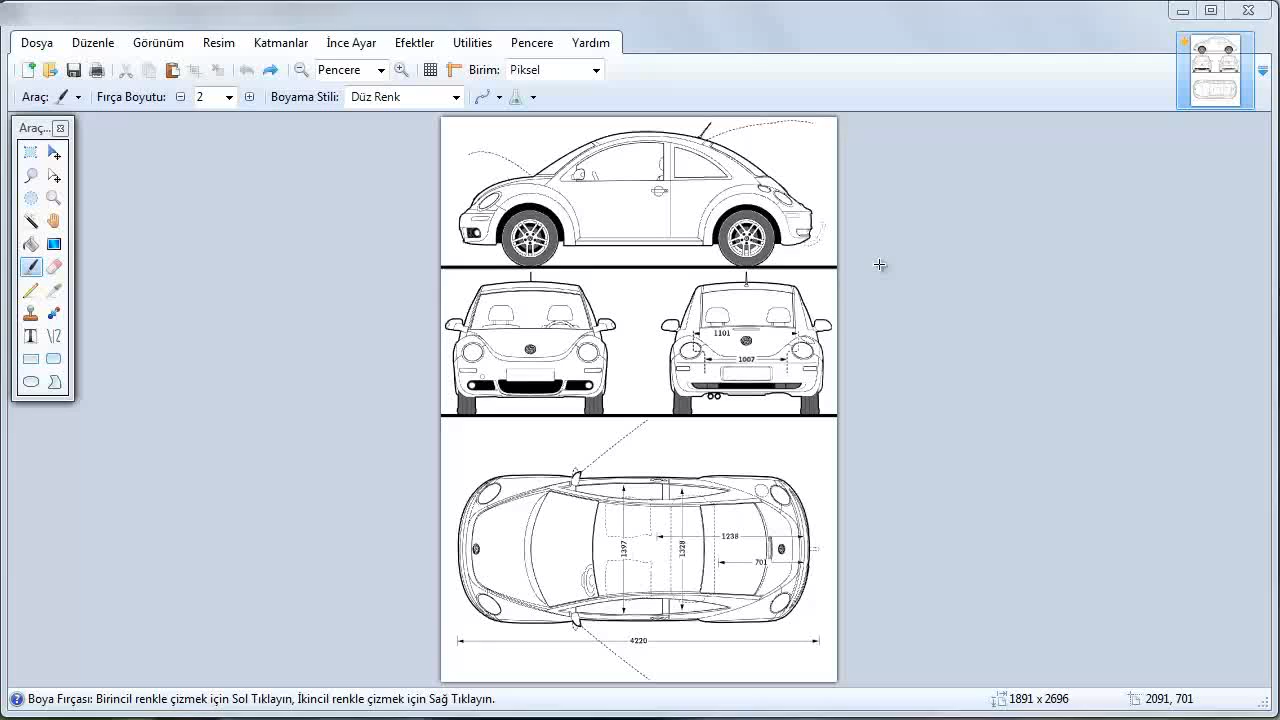 Dosya Düzenle Görünüm Resim Katmanlar İnce Ayar Efektler Utilities Pencere Yardım
Pencere Birim: Piksel
Araç: Fırça Boyutu: 2 Boyama Stili: Düz Renk
Araç...
1101
1007
1238
1397
1328
701
4220
Boya Fırçası: Birincil renkle çizmek için Sol Tıklayın, İkincil renkle çizmek için Sağ Tıklayın.
1891 x 2696
2091, 701